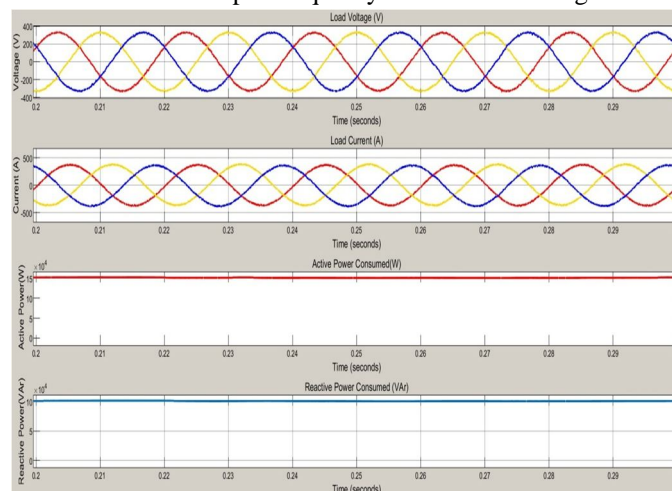 Load Voltage (V)
Voltage (V)
400
200
0
-200
-400
0.2 0.21 0.22 0.23 0.24 0.25 0.26 0.27 0.28 0.29
Time (seconds)
Load Current (A)
Current (A)
500
0
-500
0.2 0.21 0.22 0.23 0.24 0.25 0.26 0.27 0.28 0.29
Time (seconds)
×10⁴
Active Power Consumed(W)
Active Power(W)
15
10
5
0
0.2 0.21 0.22 0.23 0.24 0.25 0.26 0.27 0.28 0.29
Time (seconds)
×10⁴
Reactive Power Consumed (VAr)
Reactive Power(VAr)
10
5
0
0.2 0.21 0.22 0.23 0.24 0.25 0.26 0.27 0.28 0.29
Time (seconds)